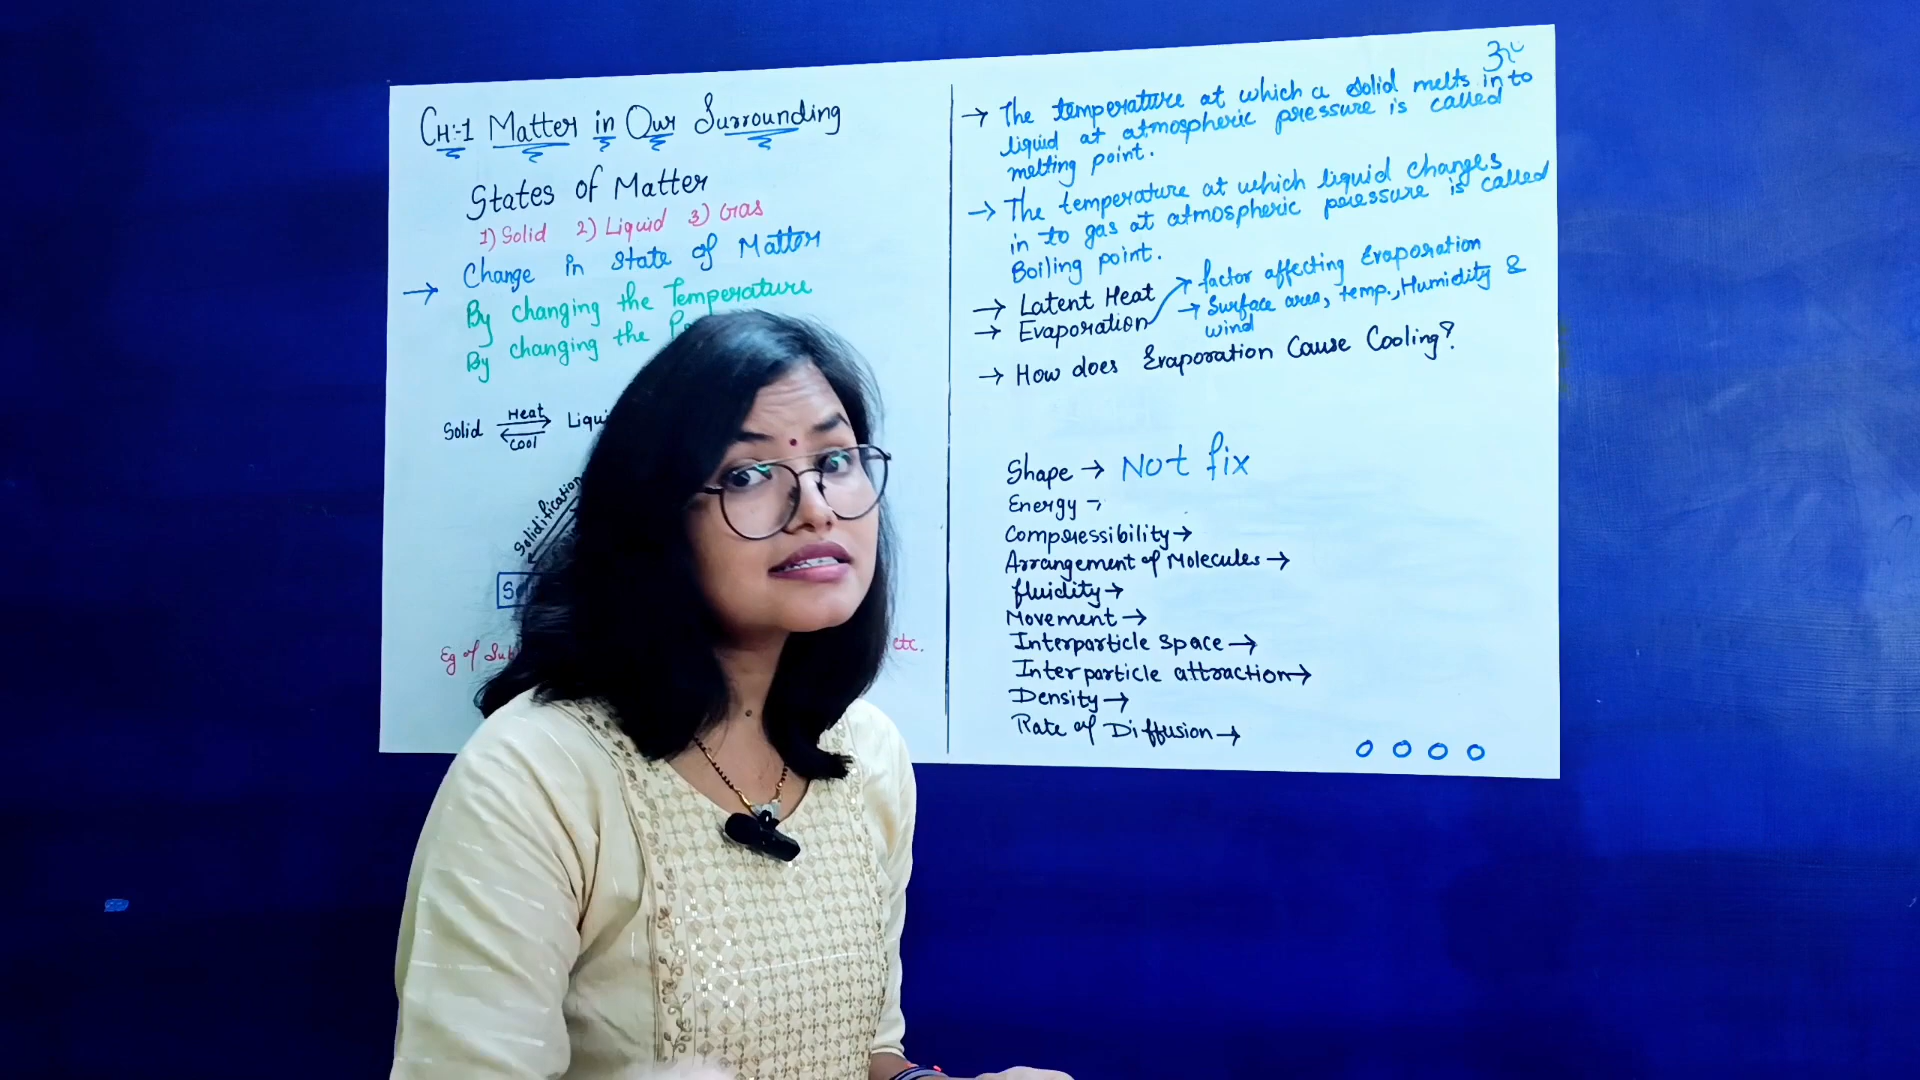 CH:-1 Matter in Our Surrounding
States of Matter
1) Solid 2) Liquid 3) Gas
→ Change in State of Matter
By changing the Temperature
By changing the
Solid Heat
Cool
Solidification
Eg of
etc.
→ The temperature at which a solid melts in to
liquid at atmospheric pressure is called
melting point.
→ The temperature at which liquid changes
in to gas at atmospheric pressure is called
Boiling point.
→ Latent Heat
→ Evaporation
→ factor affecting Evaporation
→ Surface area, temp., Humidity &
wind
→ How does Evaporation Cause Cooling?
Shape → Not fix
Energy →
Compressibility →
Arrangement of Molecules →
fluidity →
Movement →
Interparticle Space →
Interparticle attraction →
Density →
Rate of Diffusion →